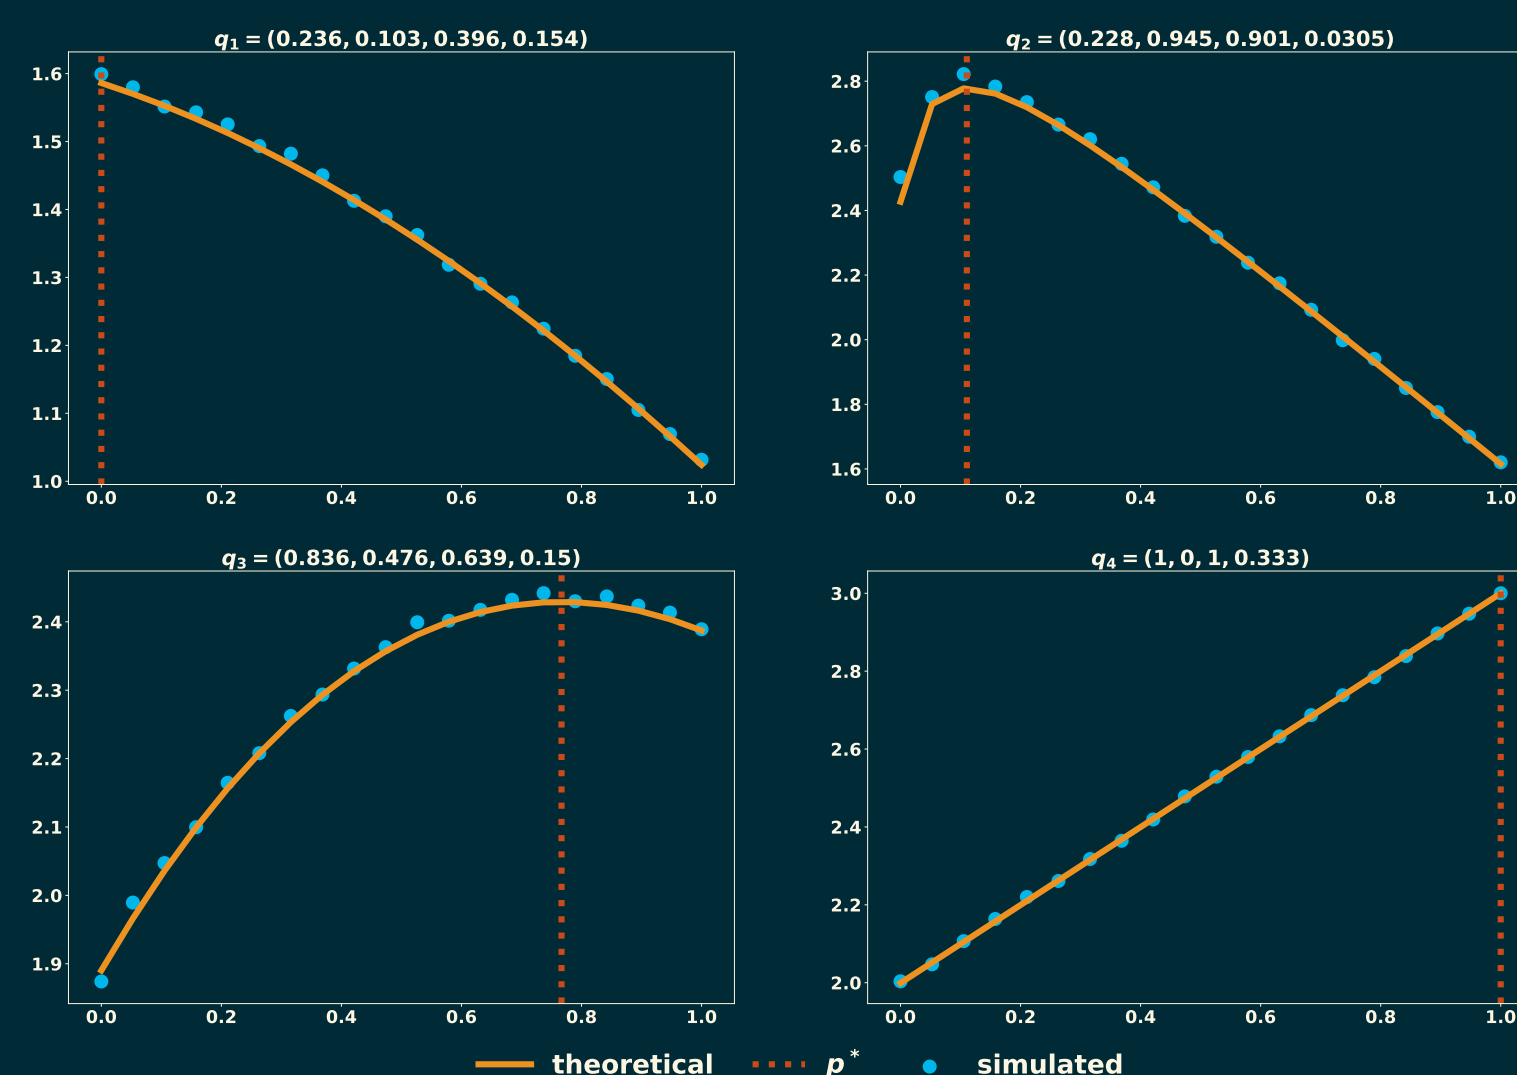 q₁ = (0.236, 0.103, 0.396, 0.154)
1.6
1.5
1.4
1.3
1.2
1.1
1.0
0.0 0.2 0.4 0.6 0.8 1.0
q₂ = (0.228, 0.945, 0.901, 0.0305)
2.8
2.6
2.4
2.2
2.0
1.8
1.6
0.0 0.2 0.4 0.6 0.8 1.0
q₃ = (0.836, 0.476, 0.639, 0.15)
2.4
2.3
2.2
2.1
2.0
1.9
0.0 0.2 0.4 0.6 0.8 1.0
q₄ = (1, 0, 1, 0.333)
3.0
2.8
2.6
2.4
2.2
2.0
0.0 0.2 0.4 0.6 0.8 1.0
theoretical p* simulated